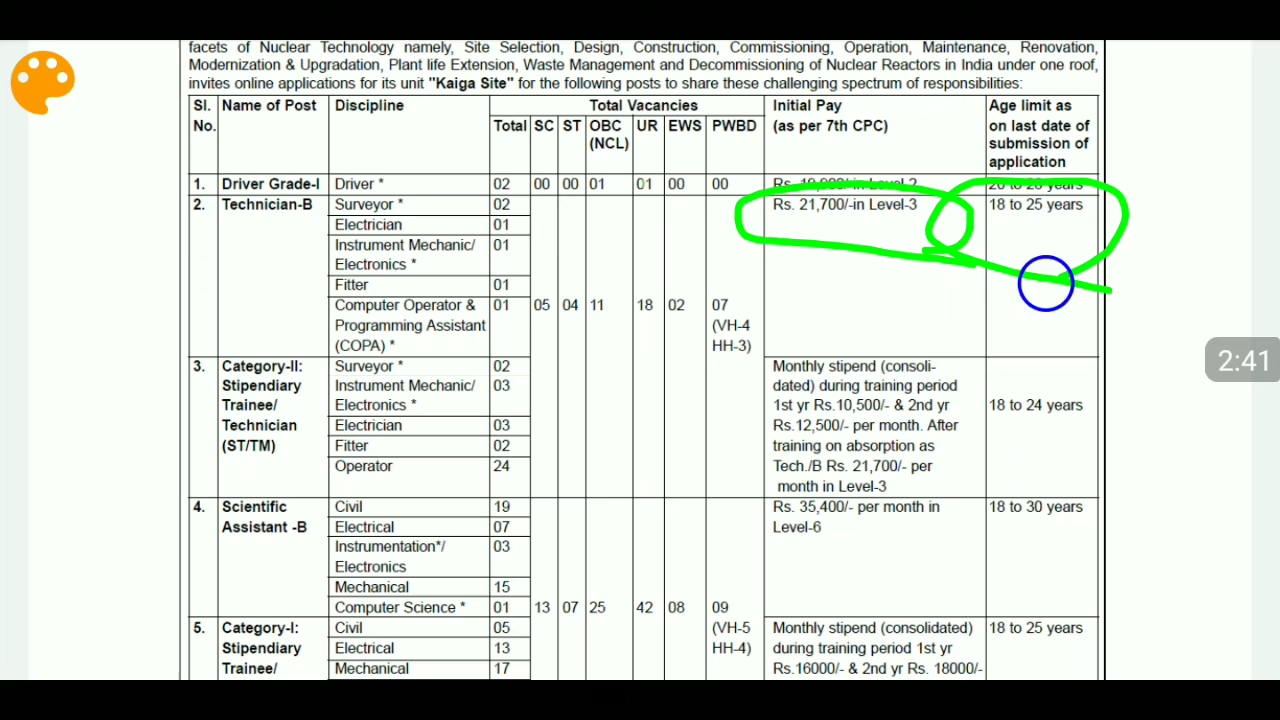 facets of Nuclear Technology namely, Site Selection, Design, Construction, Commissioning, Operation, Maintenance, Renovation,
Modernization & Upgradation, Plant life Extension, Waste Management and Decommissioning of Nuclear Reactors in India under one roof,
invites online applications for its unit "Kaiga Site" for the following posts to share these challenging spectrum of responsibilities:
Sl. Name of Post Discipline Total Vacancies Initial Pay Age limit as
No. Total SC ST OBC UR EWS PWBD (as per 7th CPC) on last date of
(NCL) submission of
application
1. Driver Grade-I Driver * 02 00 00 01 01 00 00 Rs. in Level-2 years
2. Technician-B Surveyor * 02 Rs. 21,700/-in Level-3 18 to 25 years
Electrician 01
Instrument Mechanic/ 01
Electronics *
Fitter 01
Computer Operator & 01 05 04 11 18 02 07
Programming Assistant (VH-4
(COPA) * HH-3)
3. Category-II: Surveyor * 02 Monthly stipend (consoli-
Stipendiary Instrument Mechanic/ 03 dated) during training period
Trainee/ Electronics * 1st yr Rs.10,500/- & 2nd yr 18 to 24 years
Technician Electrician 03 Rs.12,500/- per month. After
(ST/TM) Fitter 02 training on absorption as
Operator 24 Tech./B Rs. 21,700/- per
month in Level-3
4. Scientific Civil 19 Rs. 35,400/- per month in 18 to 30 years
Assistant -B Electrical 07 Level-6
Instrumentation*/ 03
Electronics
Mechanical 15
Computer Science * 01 13 07 25 42 08 09
5. Category-I: Civil 05 (VH-5 Monthly stipend (consolidated) 18 to 25 years
Stipendiary Electrical 13 HH-4) during training period 1st yr
Trainee/ Mechanical 17 Rs.16000/- & 2nd yr Rs. 18000/-
2:41